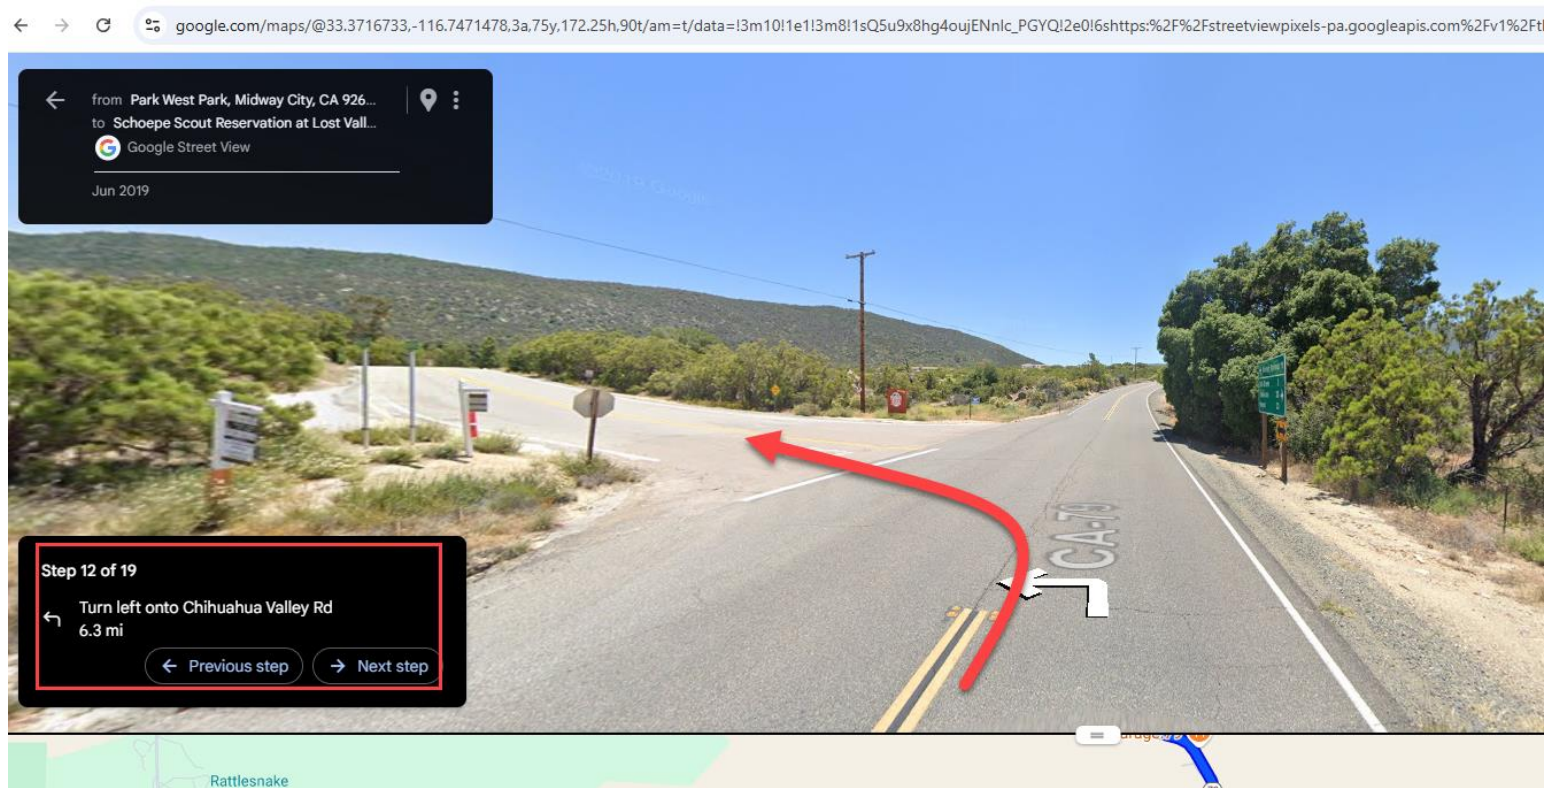 google.com/maps/@33.3716733,-116.7471478,3a,75y,172.25h,90t/am=t/data=!3m10!1e1!3m8!1sQ5u9x8hg4oujENnlc_PGYQ!2e0!6shttps:%2F%2Fstreetviewpixels-pa.googleapis.com%2Fv1%2Ft
from Park West Park, Midway City, CA 926...
to Schoepe Scout Reservation at Lost Vall...
Google Street View
Jun 2019
CA-79
Step 12 of 19
Turn left onto Chihuahua Valley Rd
6.3 mi
Previous step
Next step
Rattlesnake